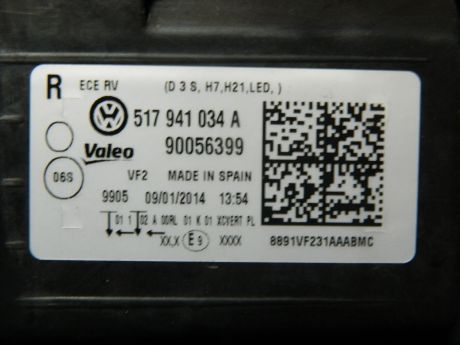 R ECE RV (D 3 S, H7,H21,LED, )
517 941 034 A
Valeo 90056399
06S VF2 MADE IN SPAIN
9905 09/01/2014 13:54
01 1 02 A 00RL 01 K 01 XCVERT PL
XX,X E9 XXXX 8891VF231AAABMC